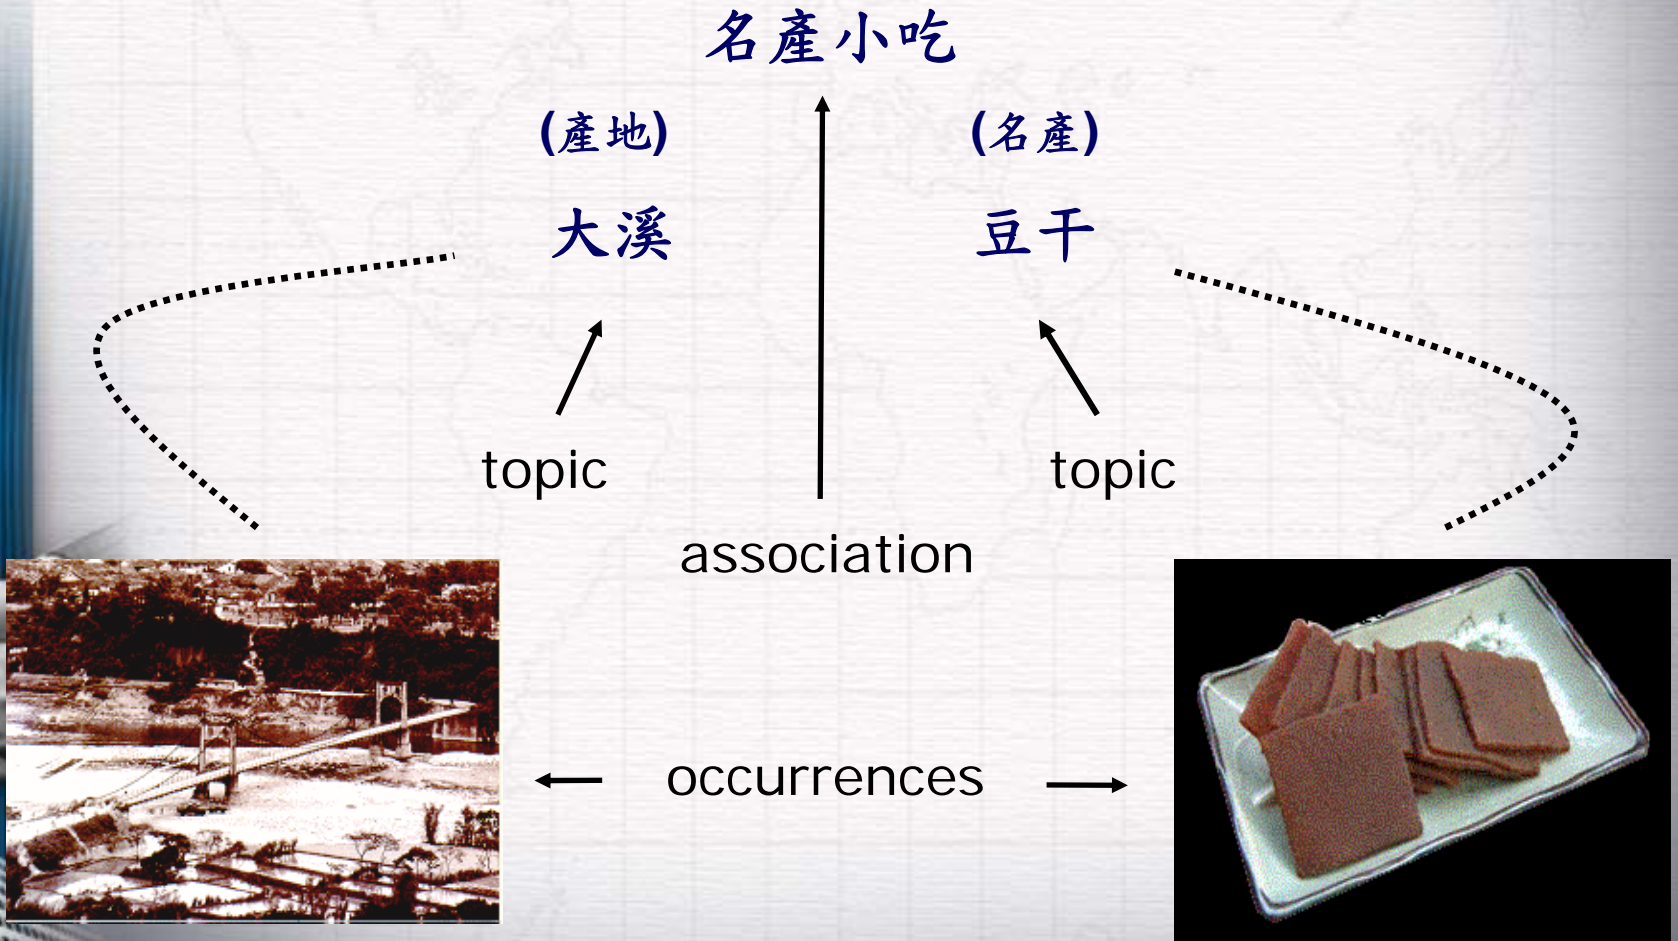 名產小吃
(產地) (名產)
大溪 豆干
topic topic
association
occurrences